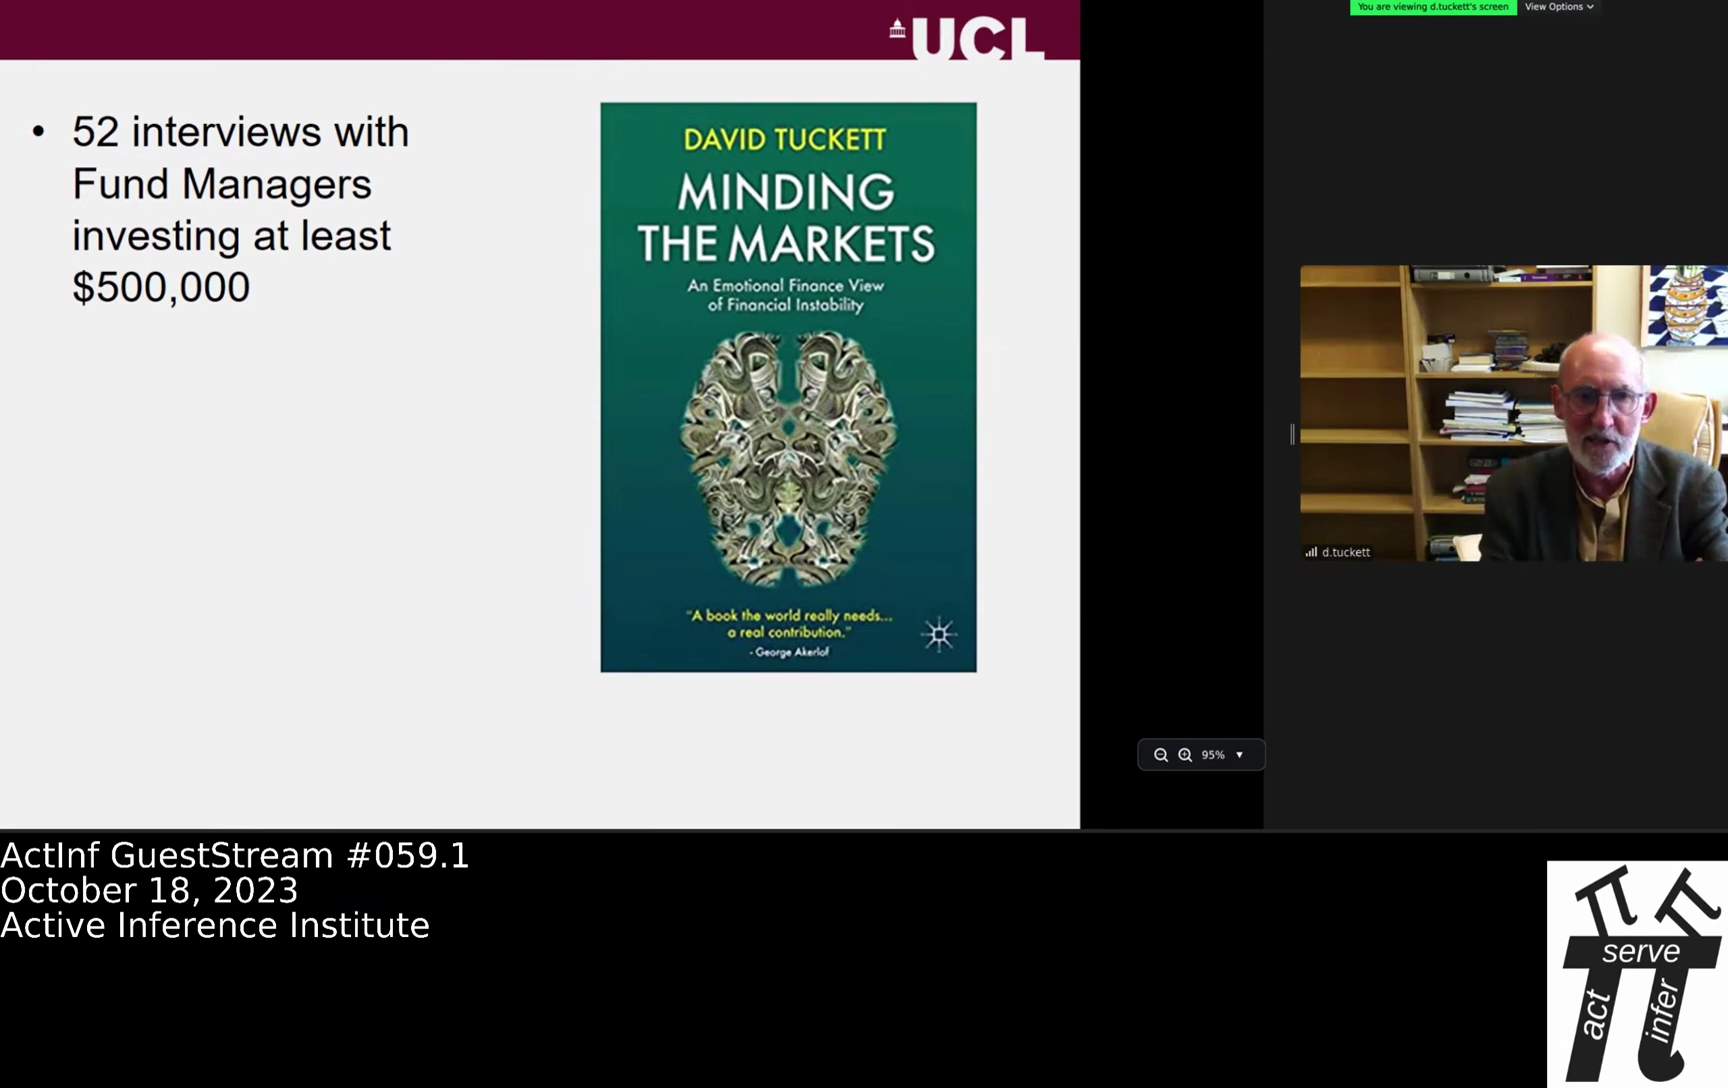 You are viewing d.tuckett's screen View Options
UCL
• 52 interviews with
Fund Managers
investing at least
$500,000
DAVID TUCKETT
MINDING
THE MARKETS
An Emotional Finance View
of Financial Instability
"A book the world really needs...
a real contribution."
- George Akerlof
d.tuckett
95%
ActInf GuestStream #059.1
October 18, 2023
Active Inference Institute
serve
act
infer